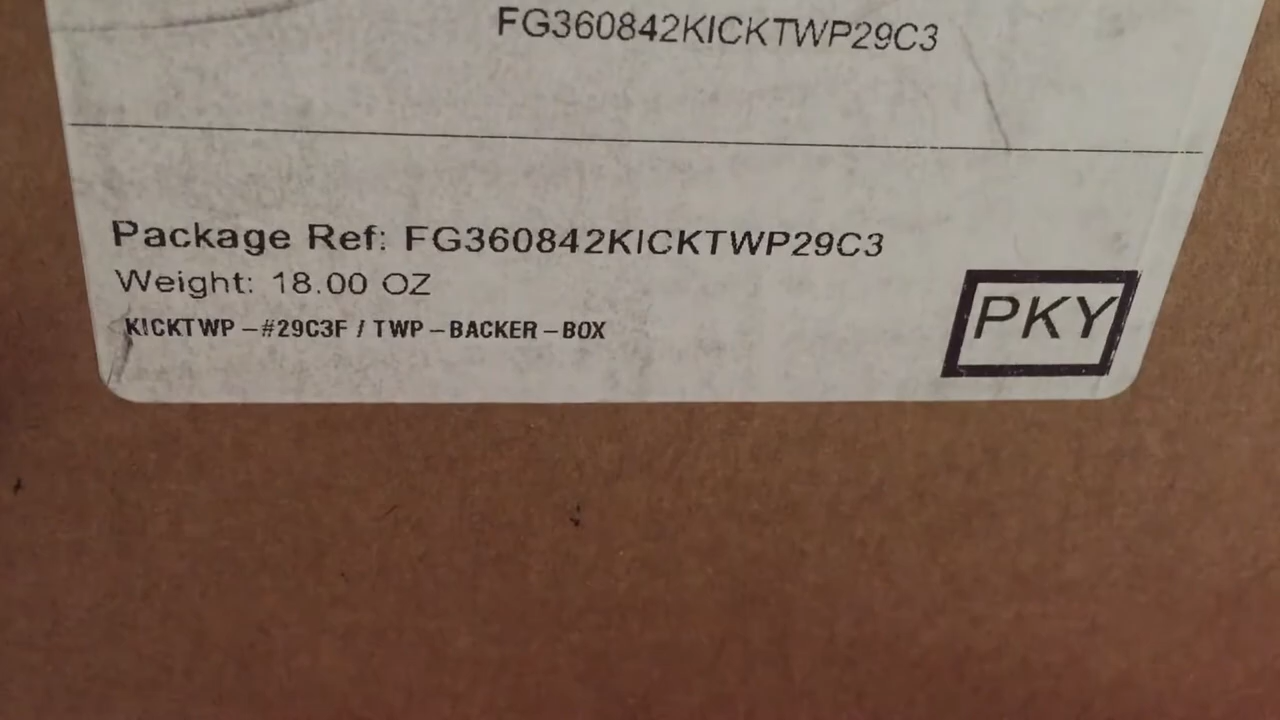 FG360842KICKTWP29C3
Package Ref: FG360842KICKTWP29C3
Weight: 18.00 OZ
KICKTWP-#29C3F / TWP-BACKER-BOX
PKY